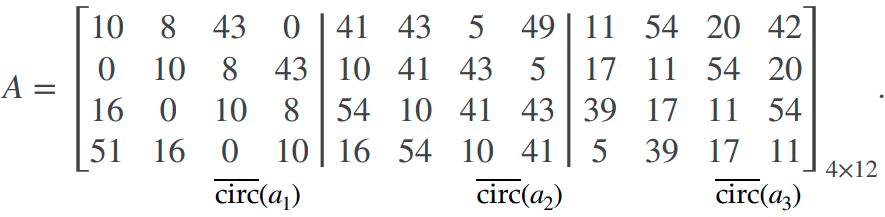 10 8 43 0 41 43 5 49 11 54 20 42
0 10 8 43 10 41 43 5 17 11 54 20
A = .
16 0 10 8 54 10 41 43 39 17 11 54
51 16 0 10 16 54 10 41 5 39 17 11
4×12
circ(a₁) circ(a₂) circ(a₃)